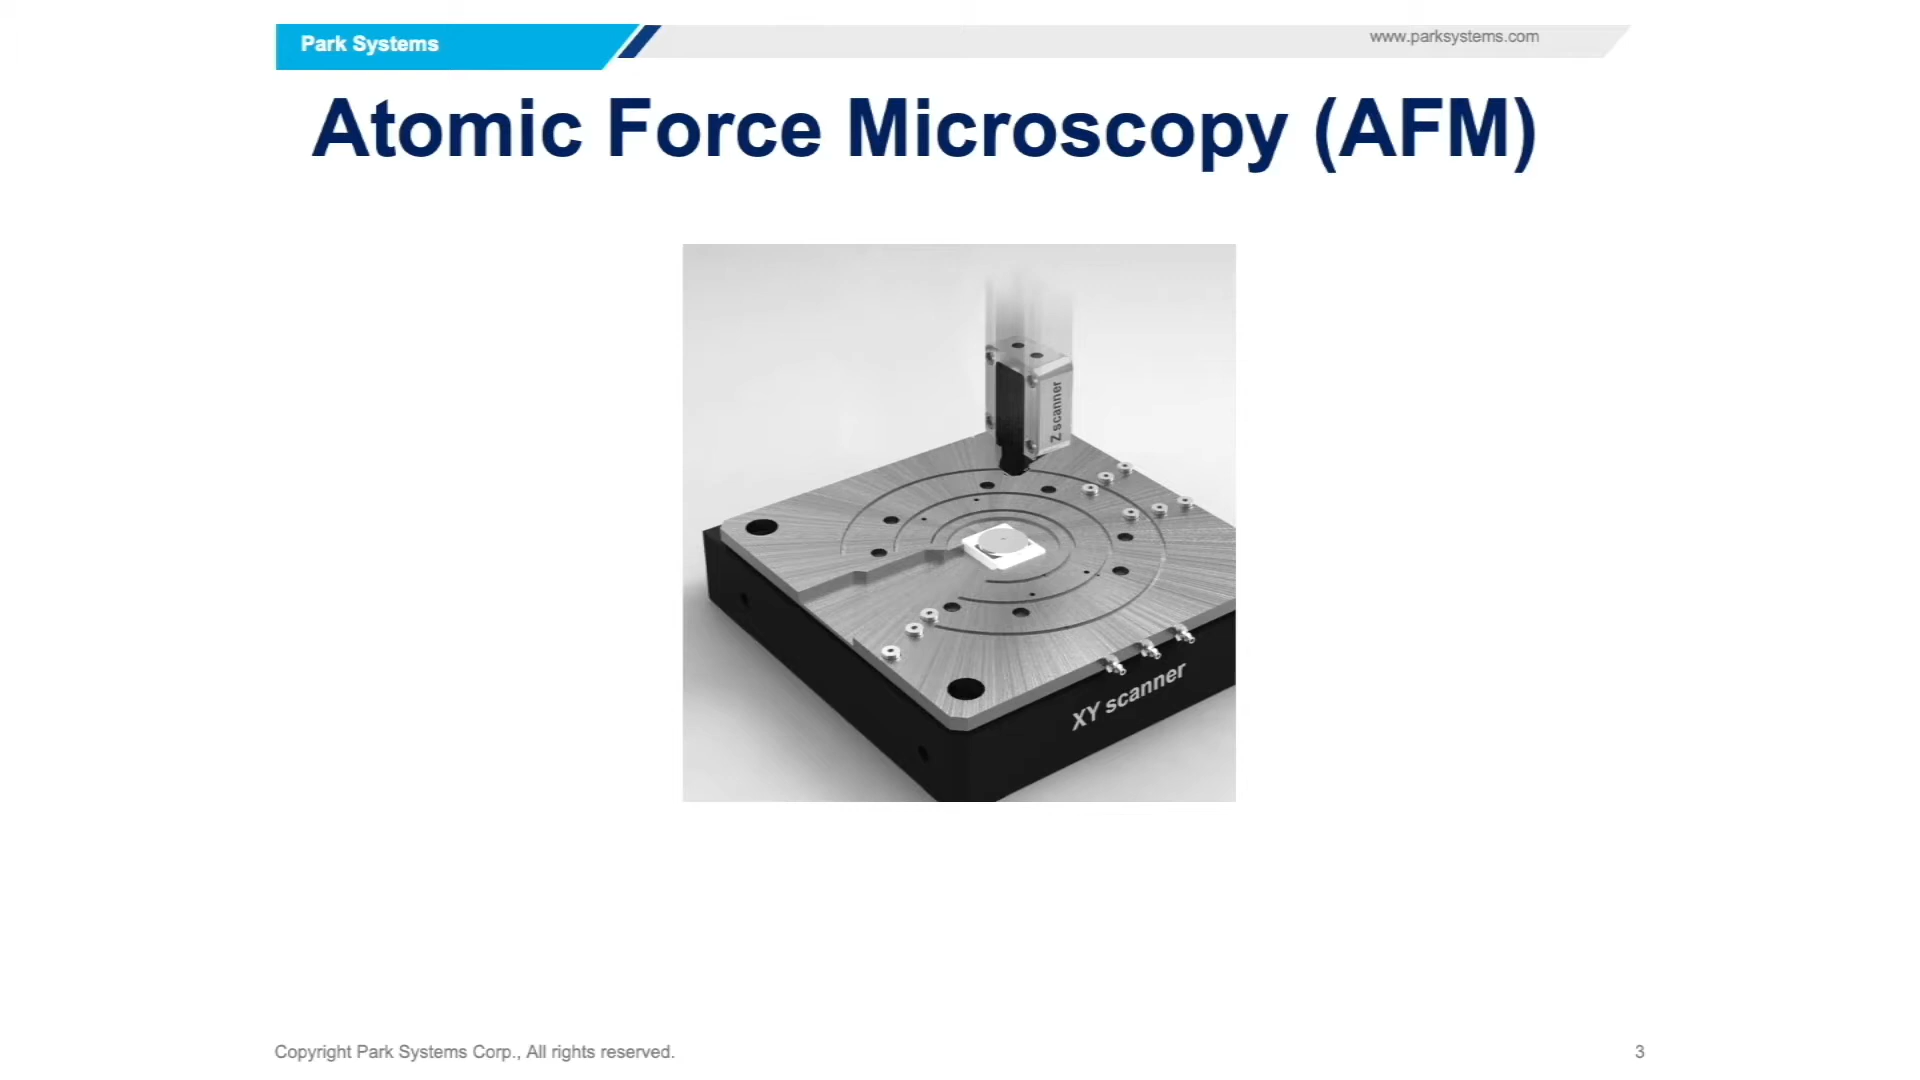 Park Systems
www.parksystems.com
Atomic Force Microscopy (AFM)
Z scanner
XY scanner
Copyright Park Systems Corp., All rights reserved.
3